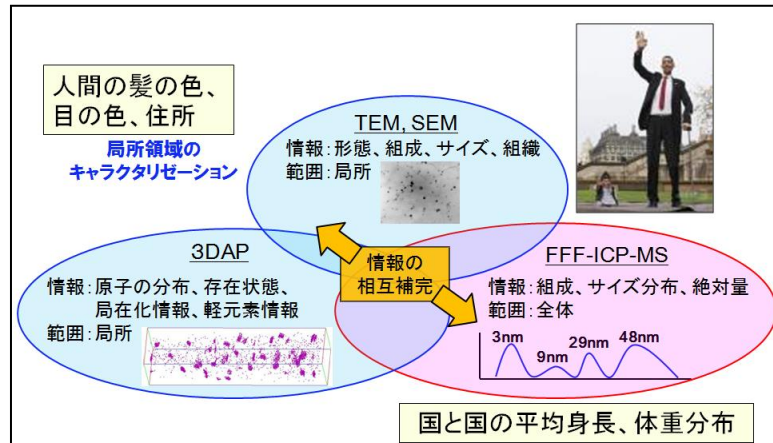 人間の髪の色、
目の色、住所
局所領域の
キャラクタリゼーション
TEM, SEM
情報：形態、組成、サイズ、組織
範囲：局所
3DAP
情報：原子の分布、存在状態、
局在化情報、軽元素情報
範囲：局所
情報の
相互補完
FFF-ICP-MS
情報：組成、サイズ分布、絶対量
範囲：全体
3nm
9nm
29nm
48nm
国と国の平均身長、体重分布